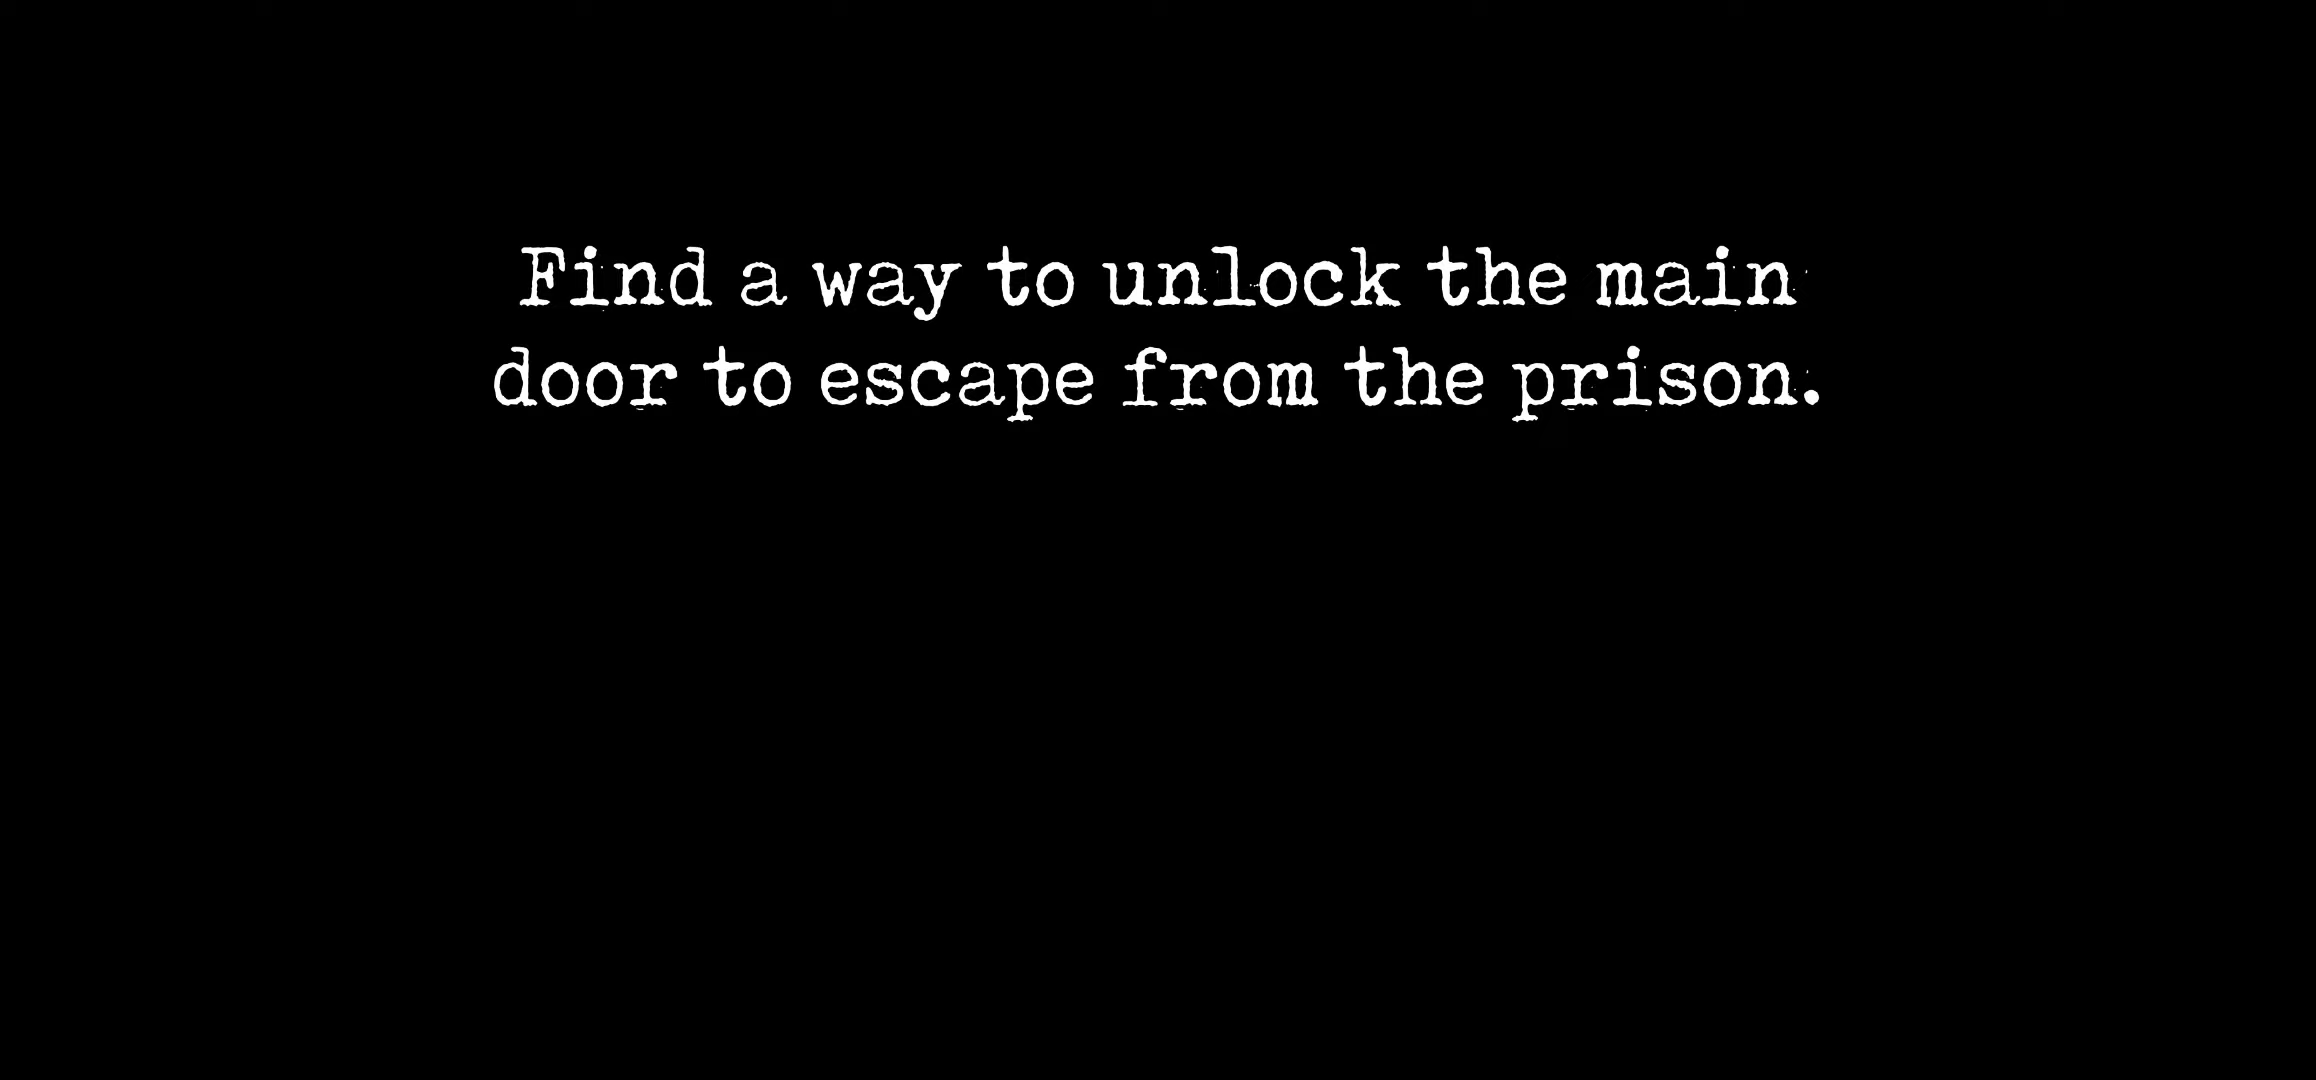 Find a way to unlock the main
door to escape from the prison.